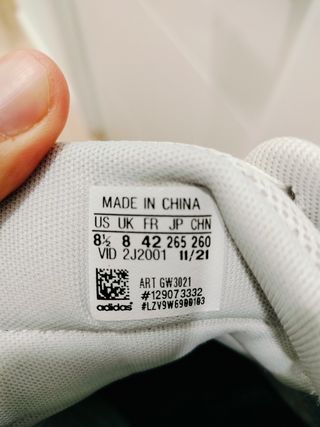 MADE IN CHINA
US UK FR JP CHN
8½ 8 42 265 260
VID 2J2001 11/21
ART GW3021
#129073332
#LZV9W6900103
adidas